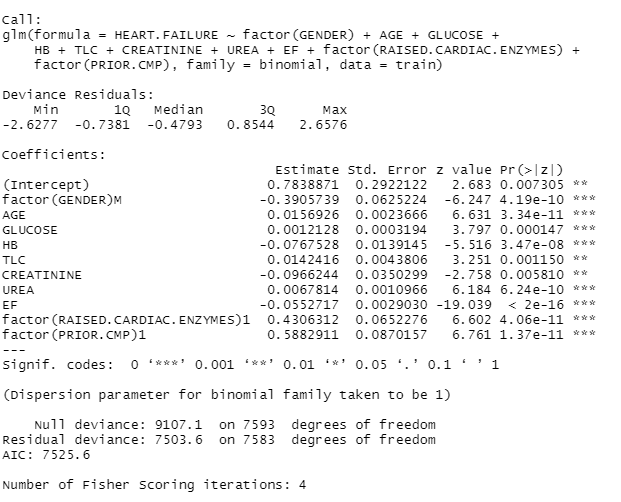 Call:
glm(formula = HEART.FAILURE ~ factor(GENDER) + AGE + GLUCOSE +
    HB + TLC + CREATININE + UREA + EF + factor(RAISED.CARDIAC.ENZYMES) +
    factor(PRIOR.CMP), family = binomial, data = train)

Deviance Residuals:
    Min      1Q  Median      3Q     Max
-2.6277 -0.7381 -0.4793  0.8544  2.6576

Coefficients:
                                Estimate Std. Error z value Pr(>|z|)
(Intercept)                    0.7838871  0.2922122   2.683 0.007305 **
factor(GENDER)M               -0.3905739  0.0625224  -6.247 4.19e-10 ***
AGE                            0.0156926  0.0023666   6.631 3.34e-11 ***
GLUCOSE                        0.0012128  0.0003194   3.797 0.000147 ***
HB                            -0.0767528  0.0139145  -5.516 3.47e-08 ***
TLC                            0.0142416  0.0043806   3.251 0.001150 **
CREATININE                    -0.0966244  0.0350299  -2.758 0.005810 **
UREA                           0.0067814  0.0010966   6.184 6.24e-10 ***
EF                            -0.0552717  0.0029030 -19.039  < 2e-16 ***
factor(RAISED.CARDIAC.ENZYMES)1  0.4306312  0.0652276   6.602 4.06e-11 ***
factor(PRIOR.CMP)1             0.5882911  0.0870157   6.761 1.37e-11 ***
---
Signif. codes:  0 ‘***’ 0.001 ‘**’ 0.01 ‘*’ 0.05 ‘.’ 0.1 ‘ ’ 1

(Dispersion parameter for binomial family taken to be 1)

    Null deviance: 9107.1  on 7593  degrees of freedom
Residual deviance: 7503.6  on 7583  degrees of freedom
AIC: 7525.6

Number of Fisher Scoring iterations: 4